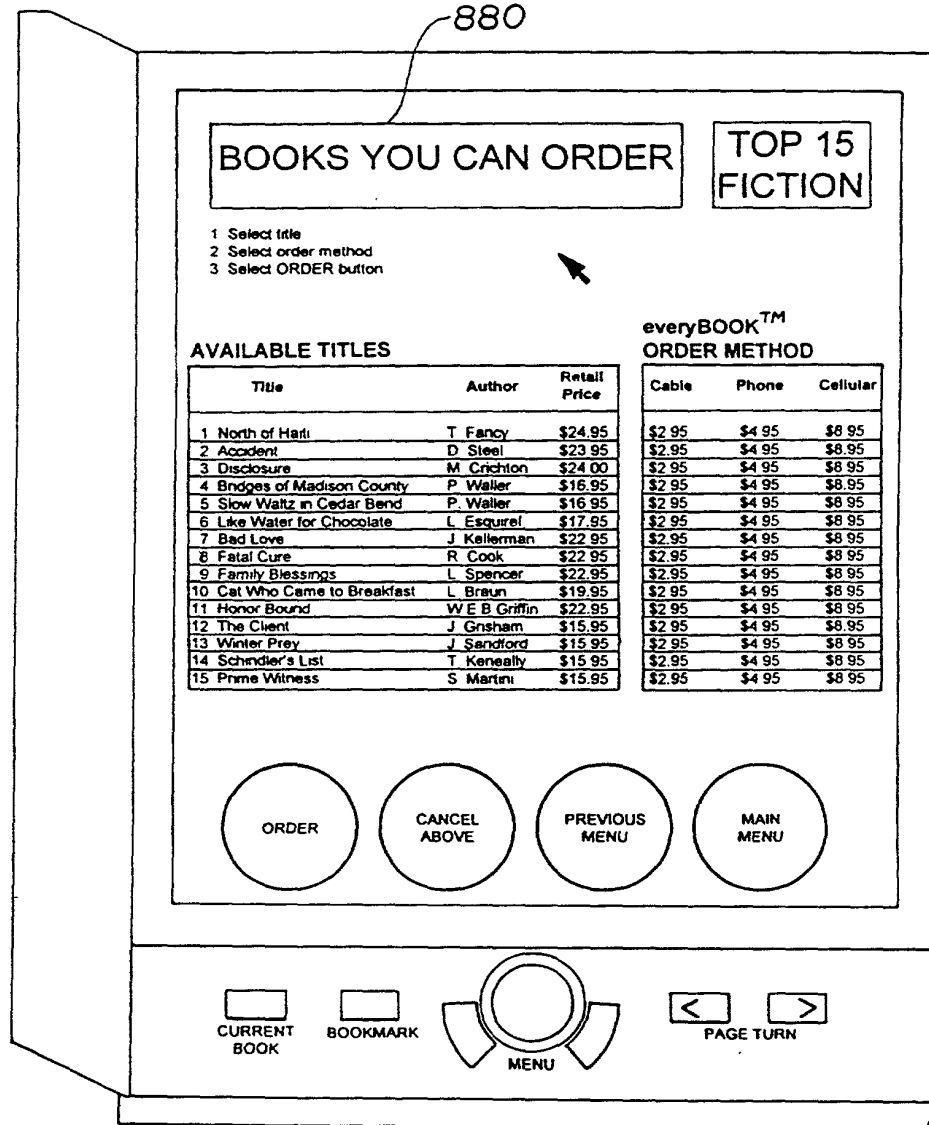 880
BOOKS YOU CAN ORDER
TOP 15
FICTION
1 Select title
2 Select order method
3 Select ORDER button
AVAILABLE TITLES
everyBOOK™
ORDER METHOD
Title Author Retail Price Cable Phone Cellular
1 North of Haiti T Fancy $24.95 $2 95 $4 95 $8 95
2 Accident D Steel $23 95 $2.95 $4 95 $8.95
3 Disclosure M Crichton $24 00 $2 95 $4 95 $8 95
4 Bridges of Madison County P Waller $16.95 $2 95 $4 95 $8.95
5 Slow Waltz in Cedar Bend P. Waller $16 95 $2 95 $4 95 $8 95
6 Like Water for Chocolate L Esquirel $17.95 $2 95 $4 95 $8 95
7 Bad Love J Kellerman $22 95 $2 95 $4 95 $8 95
8 Fatal Cure R Cook $22 95 $2 95 $4 95 $8 95
9 Family Blessings L Spencer $22.95 $2.95 $4 95 $8 95
10 Cat Who Came to Breakfast L Braun $19.95 $2 95 $4 95 $8 95
11 Honor Bound W E B Griffin $22.95 $2 95 $4 95 $8 95
12 The Client J Grisham $15.95 $2 95 $4 95 $8.95
13 Winter Prey J Sandford $15 95 $2 95 $4 95 $8 95
14 Schindler's List T Keneally $15 95 $2.95 $4 95 $8 95
15 Prime Witness S Martini $15.95 $2.95 $4 95 $8 95
ORDER
CANCEL
ABOVE
PREVIOUS
MENU
MAIN
MENU
CURRENT
BOOK
BOOKMARK
MENU
< >
PAGE TURN